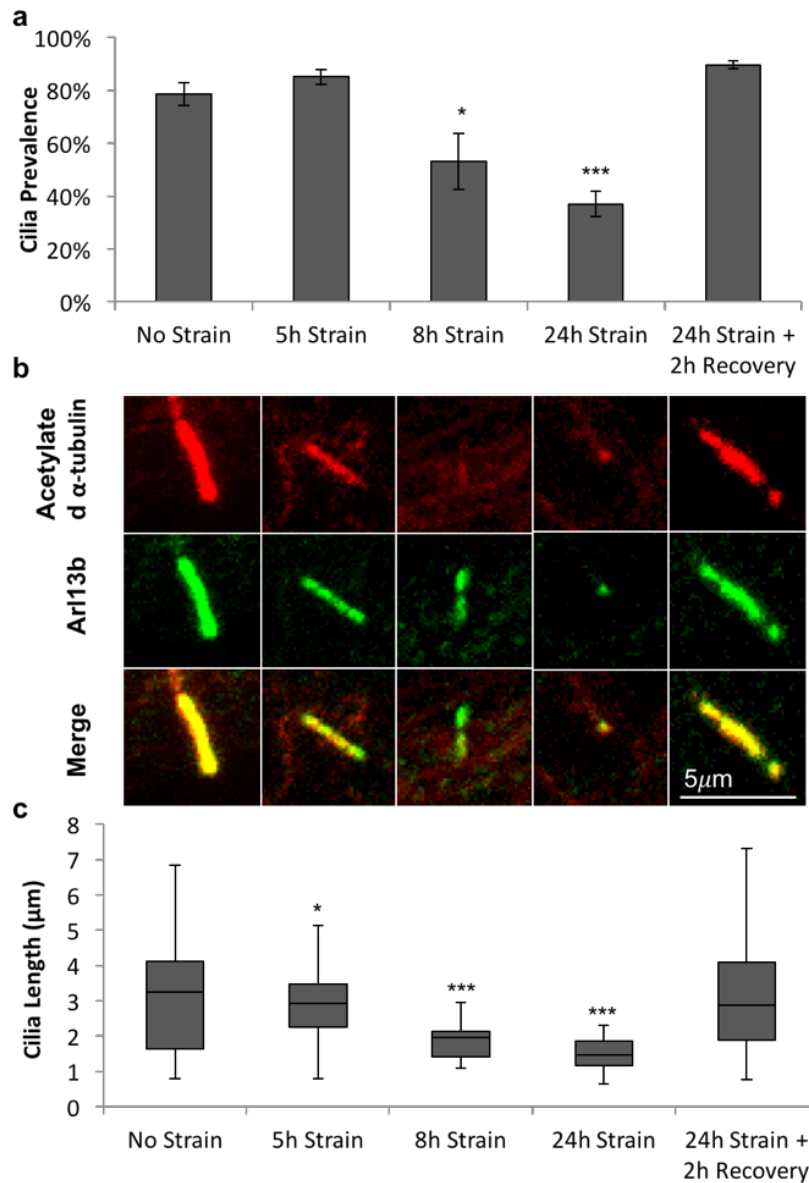 a
100%
80%
60%
40%
20%
0%
Cilia Prevalence
*
***
No Strain 5h Strain 8h Strain 24h Strain 24h Strain +
2h Recovery
b
Acetylate
d α-tubulin
Arl13b
Merge
5μm
c
8
7
6
5
4
3
2
1
0
Cilia Length (μm)
*
***
***
No Strain 5h Strain 8h Strain 24h Strain 24h Strain +
2h Recovery